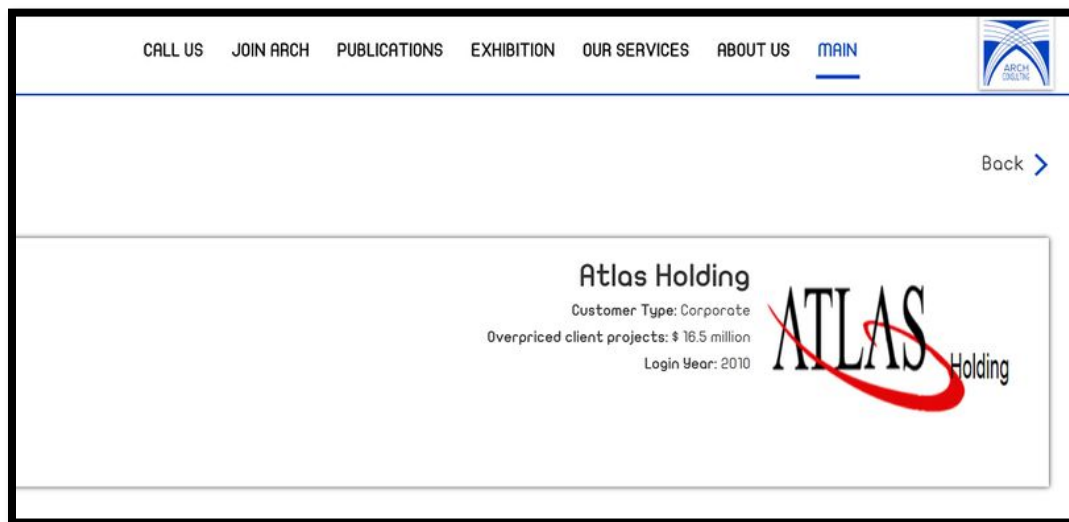 CALL US JOIN ARCH PUBLICATIONS EXHIBITION OUR SERVICES ABOUT US MAIN
ARCH
CONSULTING
Back
Atlas Holding
Customer Type: Corporate
Overpriced client projects: $ 16.5 million
Login Year: 2010
ATLAS
Holding